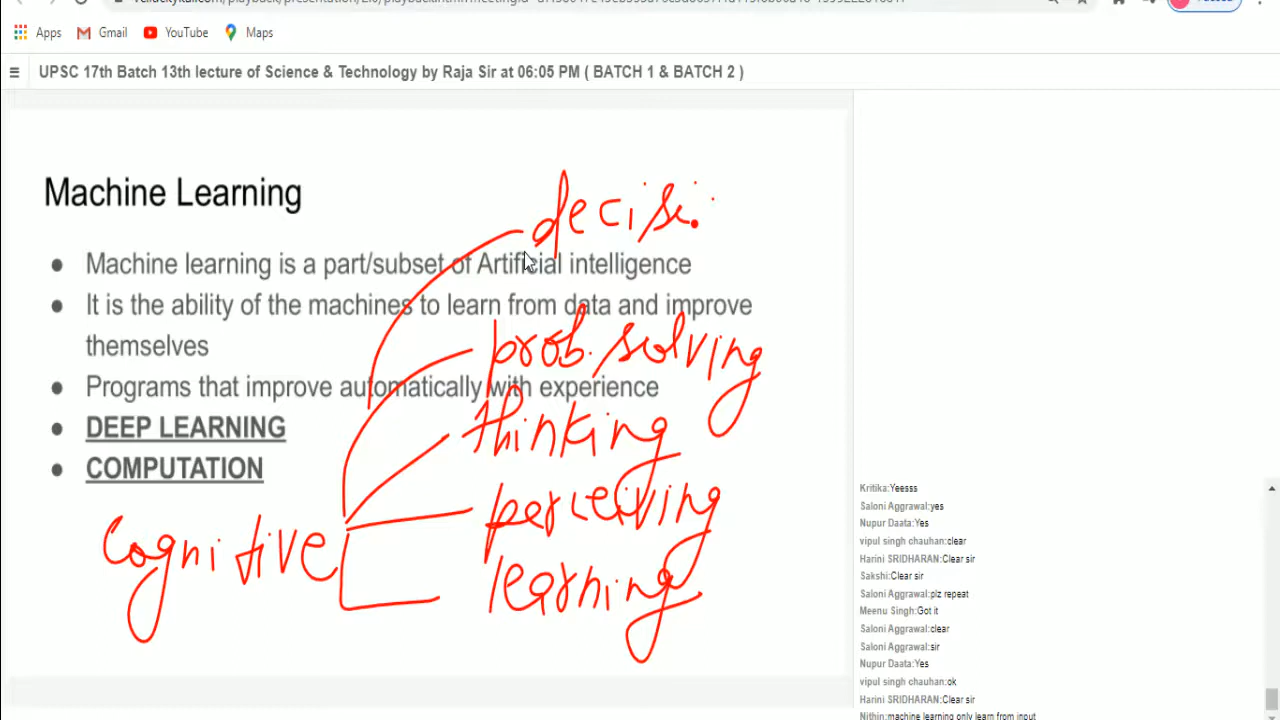 Apps Gmail YouTube Maps
UPSC 17th Batch 13th lecture of Science & Technology by Raja Sir at 06:05 PM ( BATCH 1 & BATCH 2 )
Machine Learning
Machine learning is a part/subset of Artificial intelligence
It is the ability of the machines to learn from data and improve
themselves
Programs that improve automatically with experience
DEEP LEARNING
COMPUTATION
decisi
prob. solving
thinking
perceiving
learning
Cognitive
Kritika:Yeesss
Saloni Aggrawal:yes
Nupur Daata:Yes
vipul singh chauhan:clear
Harini SRIDHARAN:Clear sir
Sakshi:Clear sir
Saloni Aggrawal:plz repeat
Meenu Singh:Got it
Saloni Aggrawal:clear
Saloni Aggrawal:sir
Nupur Daata:Yes
vipul singh chauhan:ok
Harini SRIDHARAN:Clear sir
Nithin:machine learning only learn from input